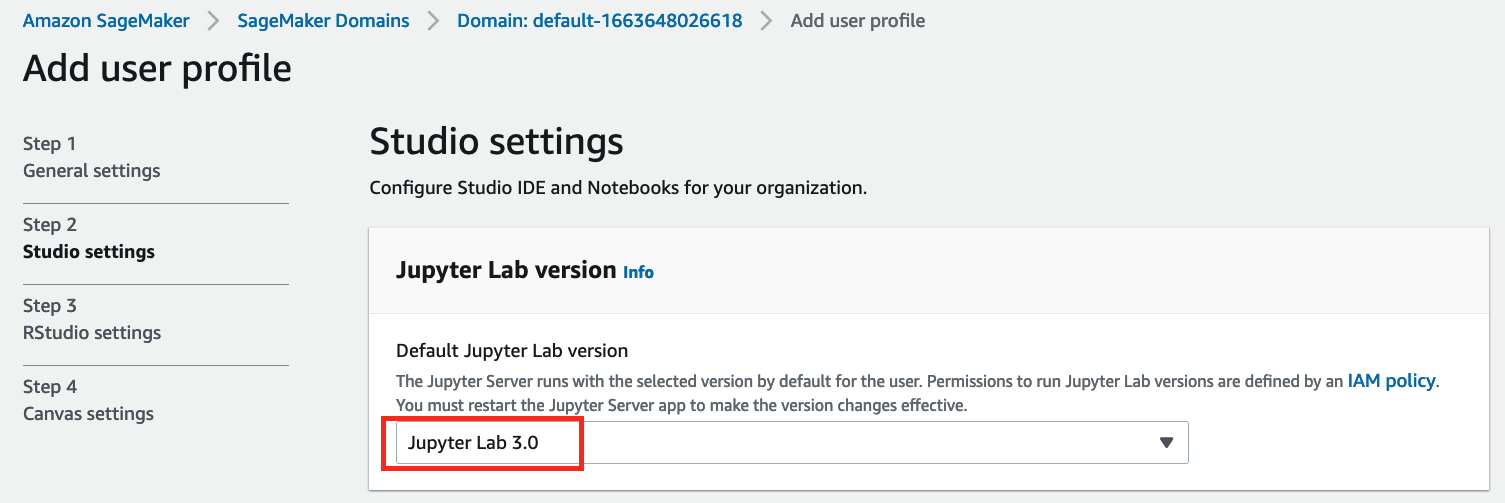 Amazon SageMaker > SageMaker Domains > Domain: default-1663648026618 > Add user profile
Add user profile
Step 1
General settings
Step 2
Studio settings
Step 3
RStudio settings
Step 4
Canvas settings
Studio settings
Configure Studio IDE and Notebooks for your organization.
Jupyter Lab version Info
Default Jupyter Lab version
The Jupyter Server runs with the selected version by default for the user. Permissions to run Jupyter Lab versions are defined by an IAM policy.
You must restart the Jupyter Server app to make the version changes effective.
Jupyter Lab 3.0